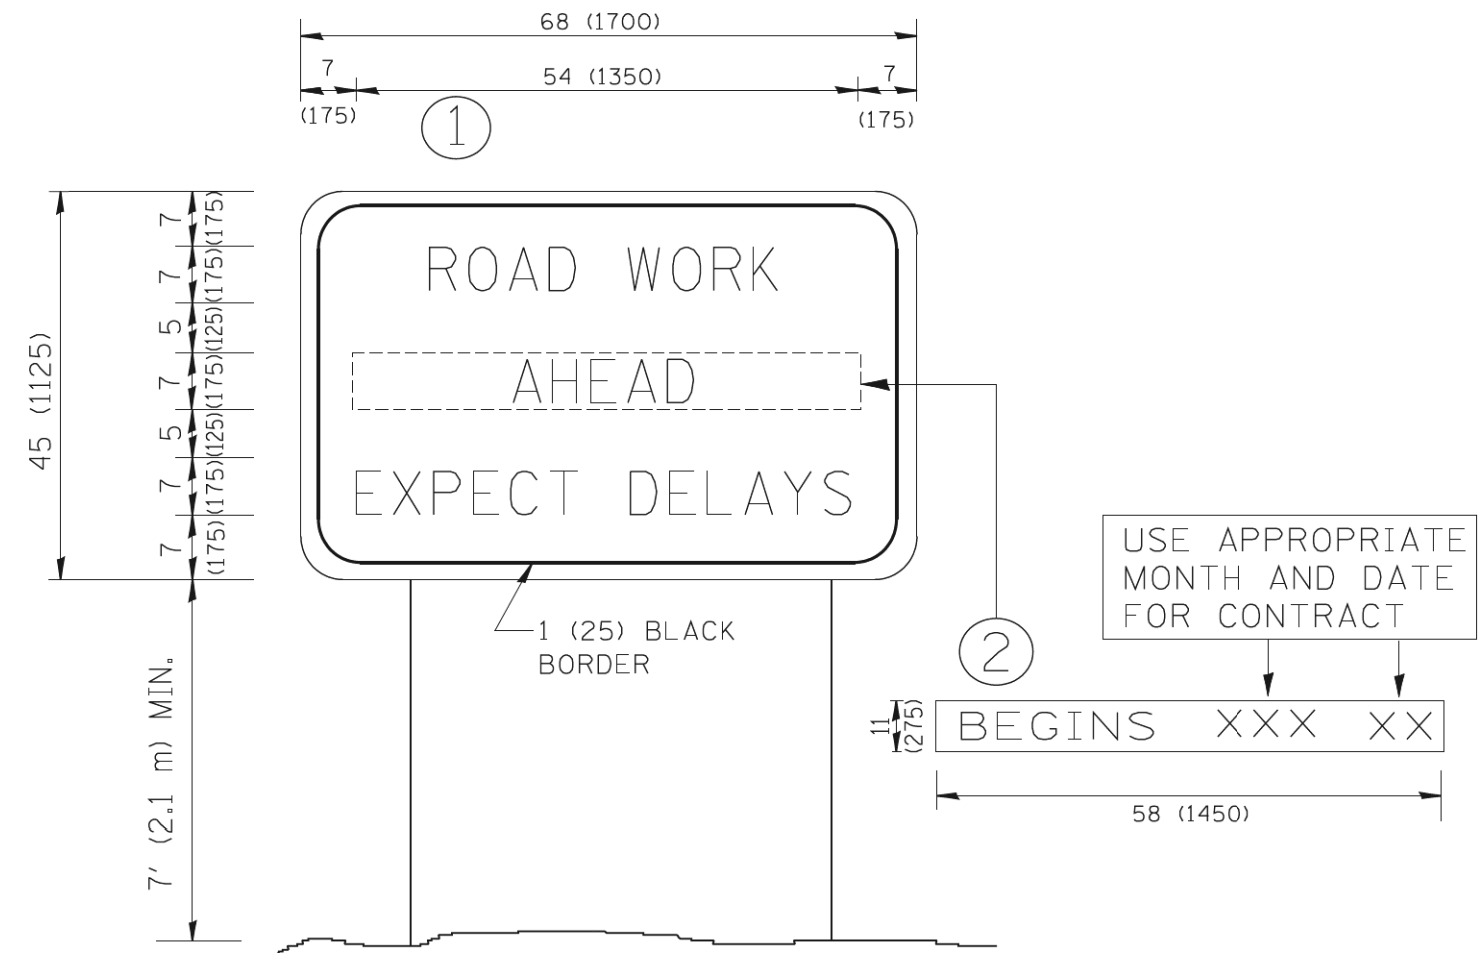 68 (1700)
7
54 (1350)
7
(175)
(175)
1
45 (1125)
7
(175)
7
(175)
5
(125)
7
(175)
5
(125)
7
(175)
7
(175)
ROAD WORK
AHEAD
EXPECT DELAYS
1 (25) BLACK
BORDER
7' (2.1 m) MIN.
2
USE APPROPRIATE
MONTH AND DATE
FOR CONTRACT
11
(275)
BEGINS XXX XX
58 (1450)